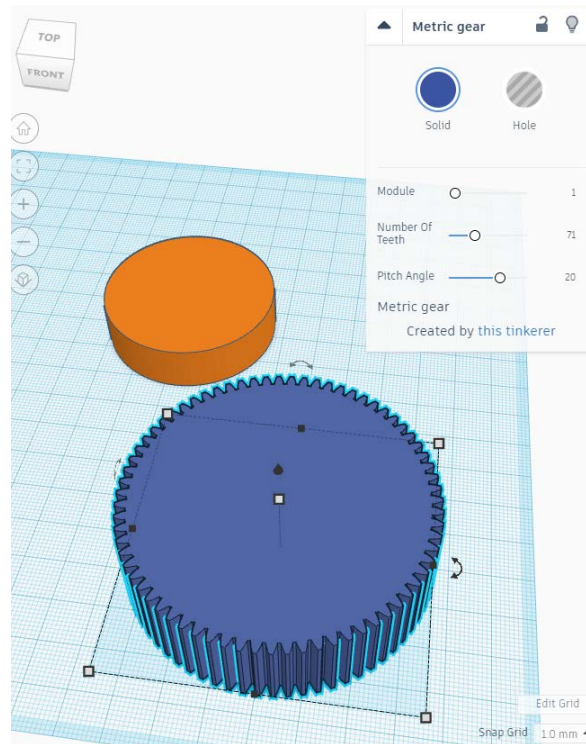 TOP
FRONT
Metric gear
Solid Hole
Module 1
Number Of
Teeth 71
Pitch Angle 20
Metric gear
Created by this tinkerer
Edit Grid
Snap Grid 1.0 mm